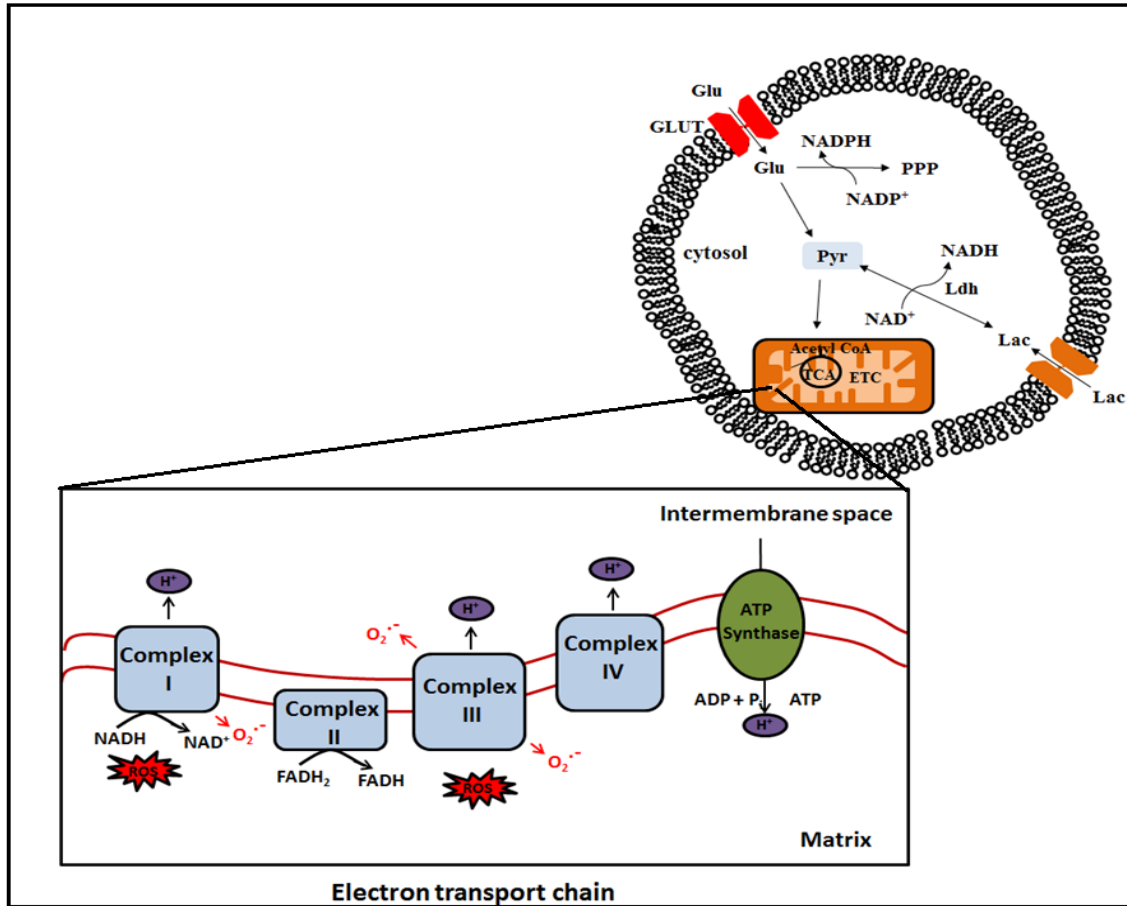 Glu
GLUT
NADPH
Glu
PPP
NADP⁺
cytosol
Pyr
NADH
Ldh
NAD⁺
Lac
Acetyl CoA
TCA
ETC
Lac
Intermembrane space
H⁺
H⁺
H⁺
O₂·⁻
ATP
Synthase
Complex
I
Complex
II
Complex
III
Complex
IV
ADP + Pᵢ
ATP
H⁺
NADH
NAD⁺
O₂·⁻
O₂·⁻
ROS
FADH₂
FADH
ROS
Matrix
Electron transport chain